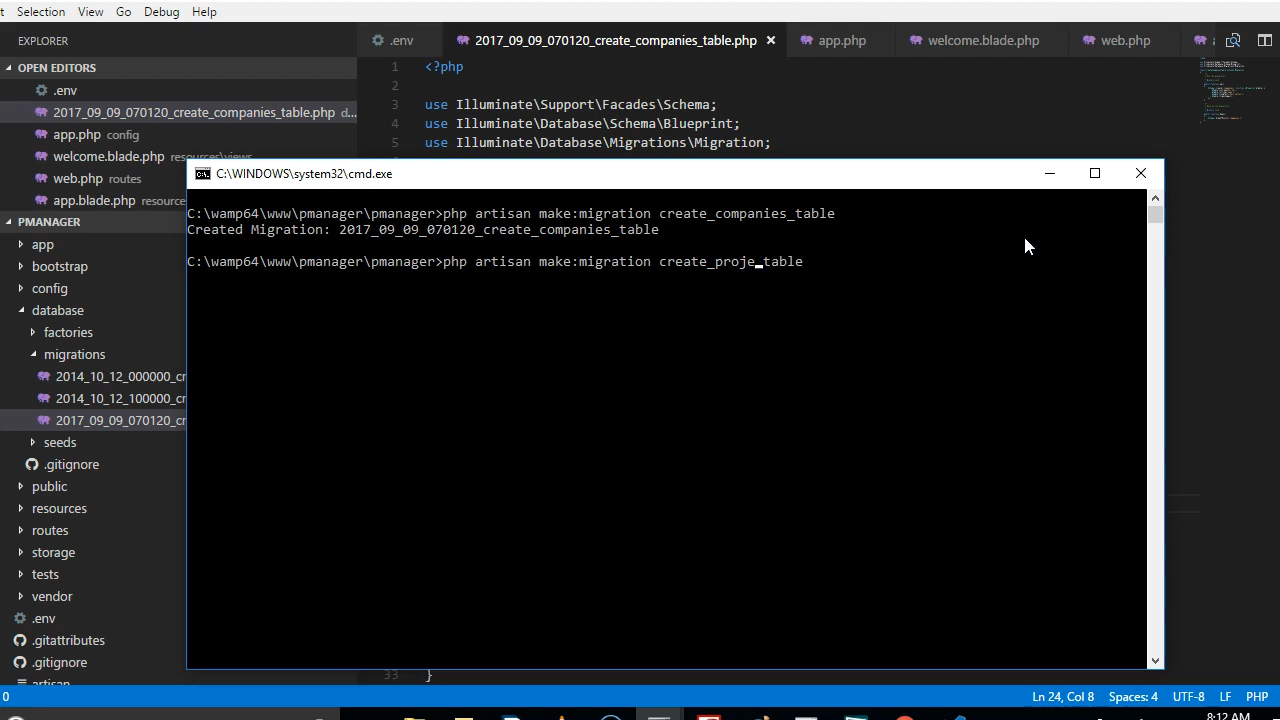 Selection View Go Debug Help
EXPLORER
OPEN EDITORS
.env
2017_09_09_070120_create_companies_table.php d...
app.php config
welcome.blade.php resources\views
web.php routes
app.blade.php resource
PMANAGER
app
bootstrap
config
database
factories
migrations
2014_10_12_000000_cr
2014_10_12_100000_cr
2017_09_09_070120_cr
seeds
.gitignore
public
resources
routes
storage
tests
vendor
.env
.gitattributes
.gitignore
artisan
.env 2017_09_09_070120_create_companies_table.php app.php welcome.blade.php web.php
1 <?php
2
3 use Illuminate\Support\Facades\Schema;
4 use Illuminate\Database\Schema\Blueprint;
5 use Illuminate\Database\Migrations\Migration;
C:\WINDOWS\system32\cmd.exe
C:\wamp64\www\pmanager\pmanager>php artisan make:migration create_companies_table
Created Migration: 2017_09_09_070120_create_companies_table
C:\wamp64\www\pmanager\pmanager>php artisan make:migration create_proje_table
33 }
0 Ln 24, Col 8 Spaces: 4 UTF-8 LF PHP
8:12 AM